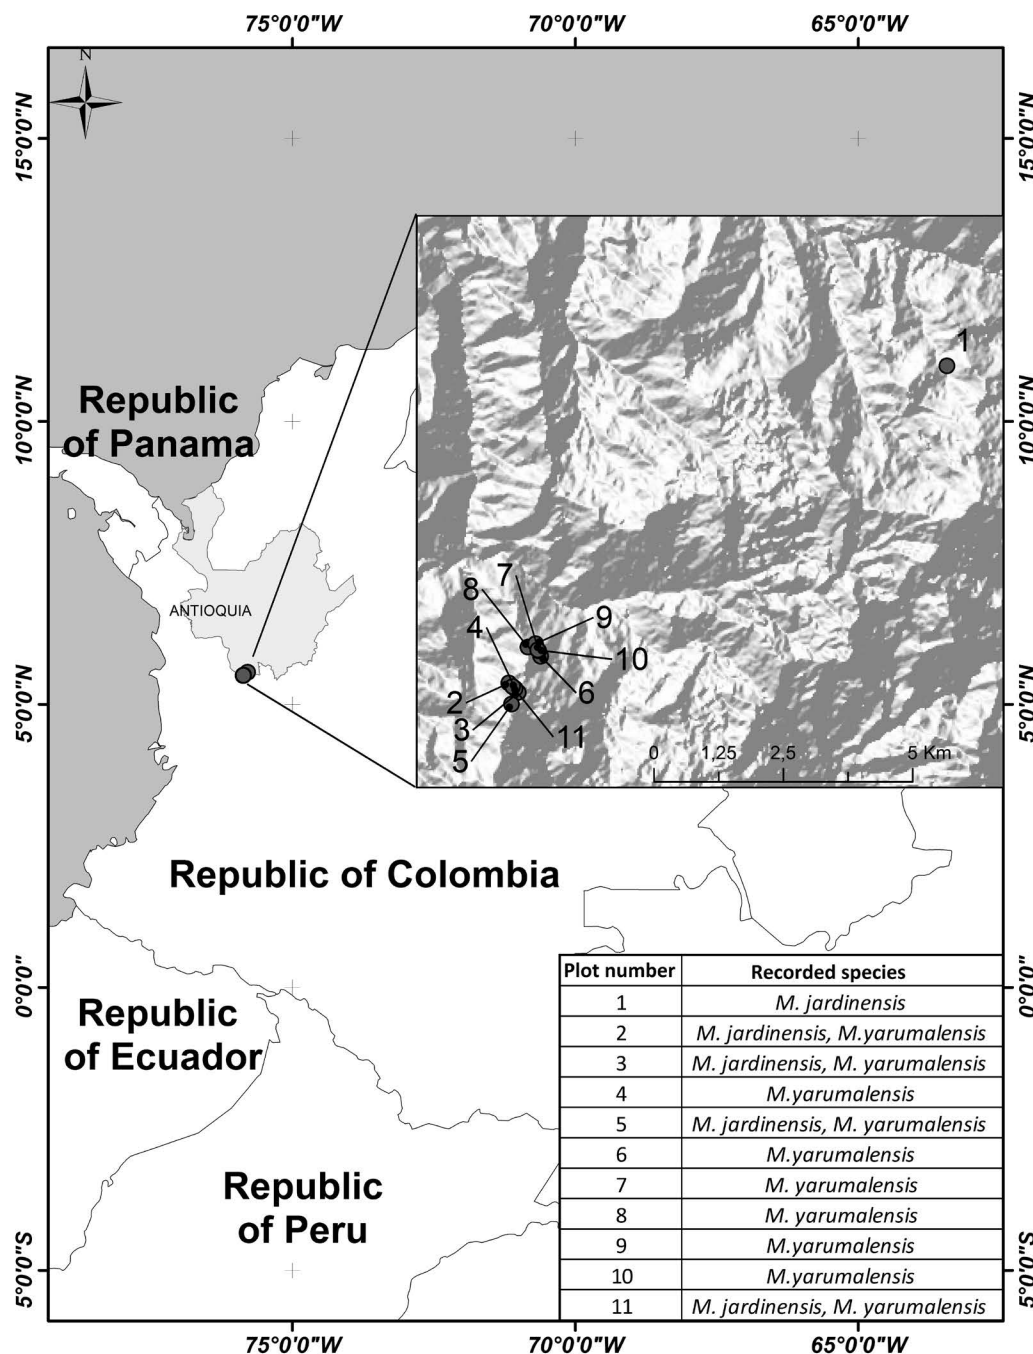 75°0'0"W 70°0'0"W 65°0'0"W
N
15°0'0"N 15°0'0"N
1
Republic
of Panama
10°0'0"N 10°0'0"N
7
8
9
4
ANTIOQUIA
10
6
2
3
11
5
5°0'0"N 5°0'0"N
0 1,25 2,5 5 Km
Republic of Colombia
0°0'0" 0°0'0"
Republic
of Ecuador
Republic
of Peru
Plot number Recorded species
1 M. jardinensis
2 M. jardinensis, M.yarumalensis
3 M. jardinensis, M. yarumalensis
4 M.yarumalensis
5 M. jardinensis, M. yarumalensis
6 M.yarumalensis
7 M. yarumalensis
8 M. yarumalensis
9 M.yarumalensis
10 M.yarumalensis
11 M. jardinensis, M. yarumalensis
5°0'0"S 5°0'0"S
75°0'0"W 70°0'0"W 65°0'0"W